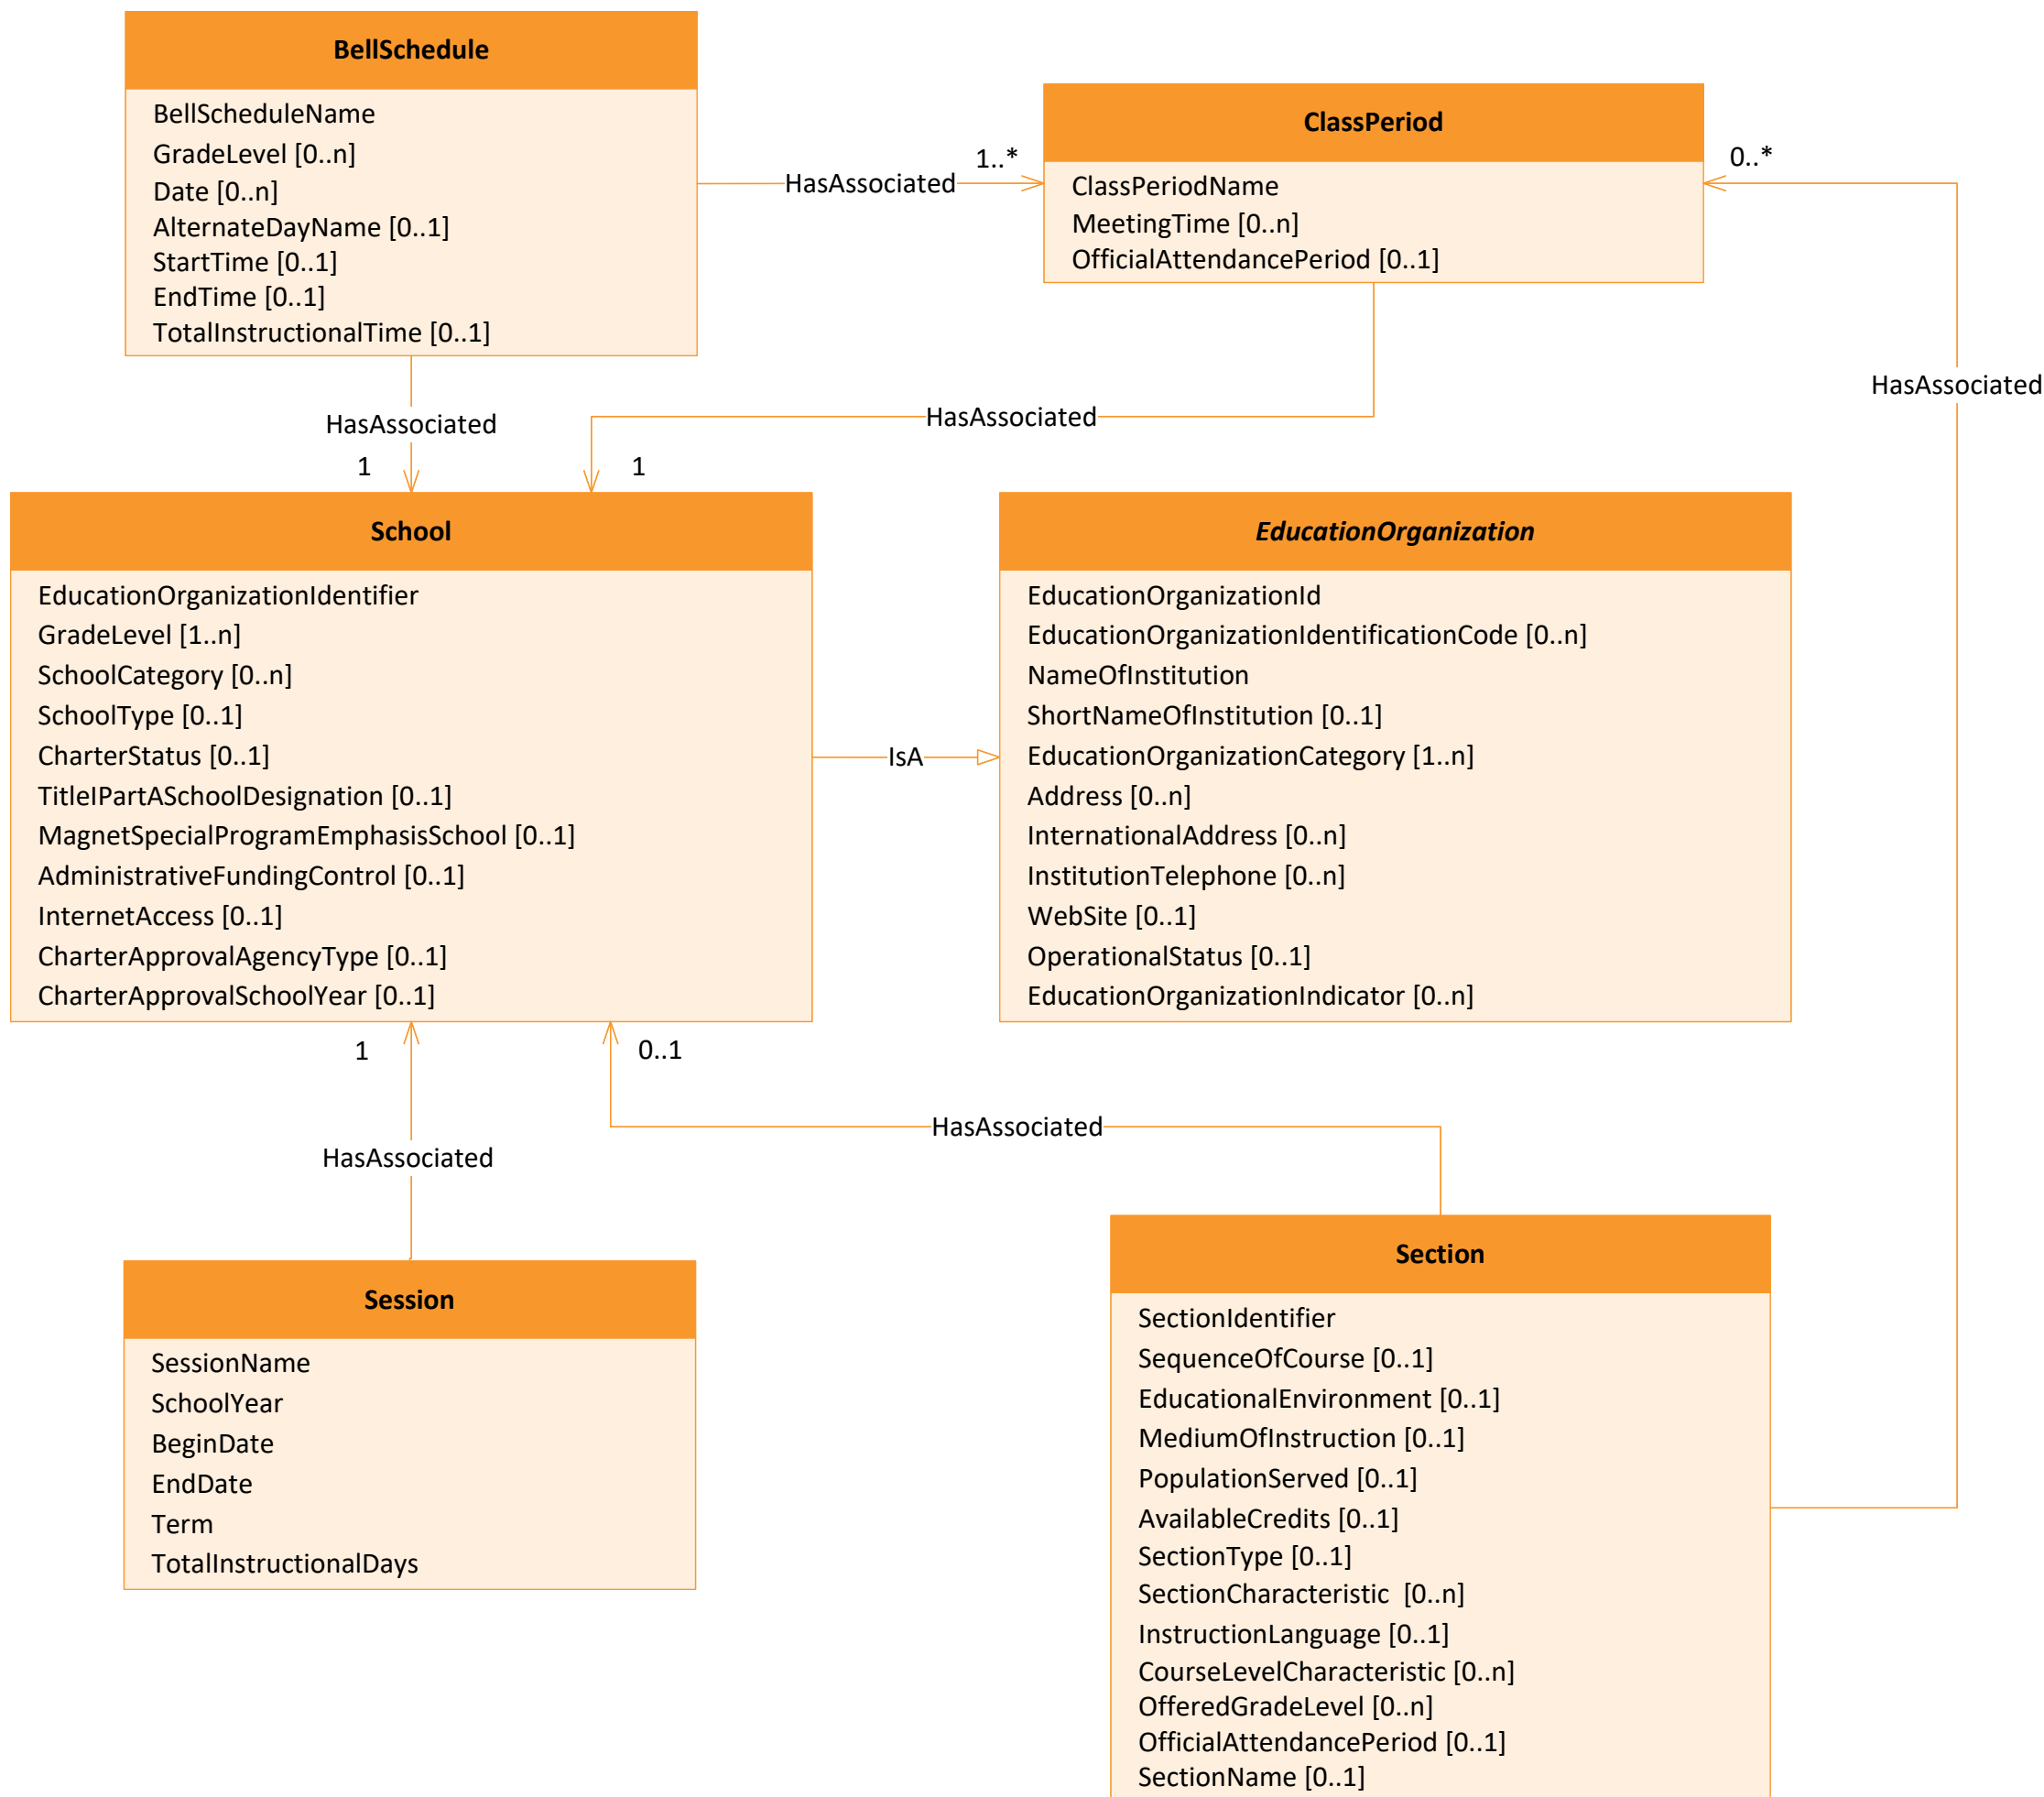 BellSchedule
BellScheduleName
GradeLevel [0..n]
Date [0..n]
AlternateDayName [0..1]
StartTime [0..1]
EndTime [0..1]
TotalInstructionalTime [0..1]
HasAssociated
1..*
ClassPeriod
ClassPeriodName
MeetingTime [0..n]
OfficialAttendancePeriod [0..1]
0..*
HasAssociated
HasAssociated
1
HasAssociated
1
School
EducationOrganizationIdentifier
GradeLevel [1..n]
SchoolCategory [0..n]
SchoolType [0..1]
CharterStatus [0..1]
TitleIPartASchoolDesignation [0..1]
MagnetSpecialProgramEmphasisSchool [0..1]
AdministrativeFundingControl [0..1]
InternetAccess [0..1]
CharterApprovalAgencyType [0..1]
CharterApprovalSchoolYear [0..1]
IsA
EducationOrganization
EducationOrganizationId
EducationOrganizationIdentificationCode [0..n]
NameOfInstitution
ShortNameOfInstitution [0..1]
EducationOrganizationCategory [1..n]
Address [0..n]
InternationalAddress [0..n]
InstitutionTelephone [0..n]
WebSite [0..1]
OperationalStatus [0..1]
EducationOrganizationIndicator [0..n]
1
HasAssociated
0..1
HasAssociated
Session
SessionName
SchoolYear
BeginDate
EndDate
Term
TotalInstructionalDays
Section
SectionIdentifier
SequenceOfCourse [0..1]
EducationalEnvironment [0..1]
MediumOfInstruction [0..1]
PopulationServed [0..1]
AvailableCredits [0..1]
SectionType [0..1]
SectionCharacteristic [0..n]
InstructionLanguage [0..1]
CourseLevelCharacteristic [0..n]
OfferedGradeLevel [0..n]
OfficialAttendancePeriod [0..1]
SectionName [0..1]